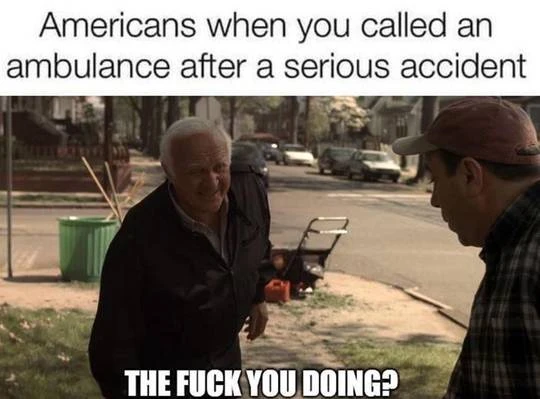 Americans when you called an
ambulance after a serious accident
THE FUCK YOU DOING?